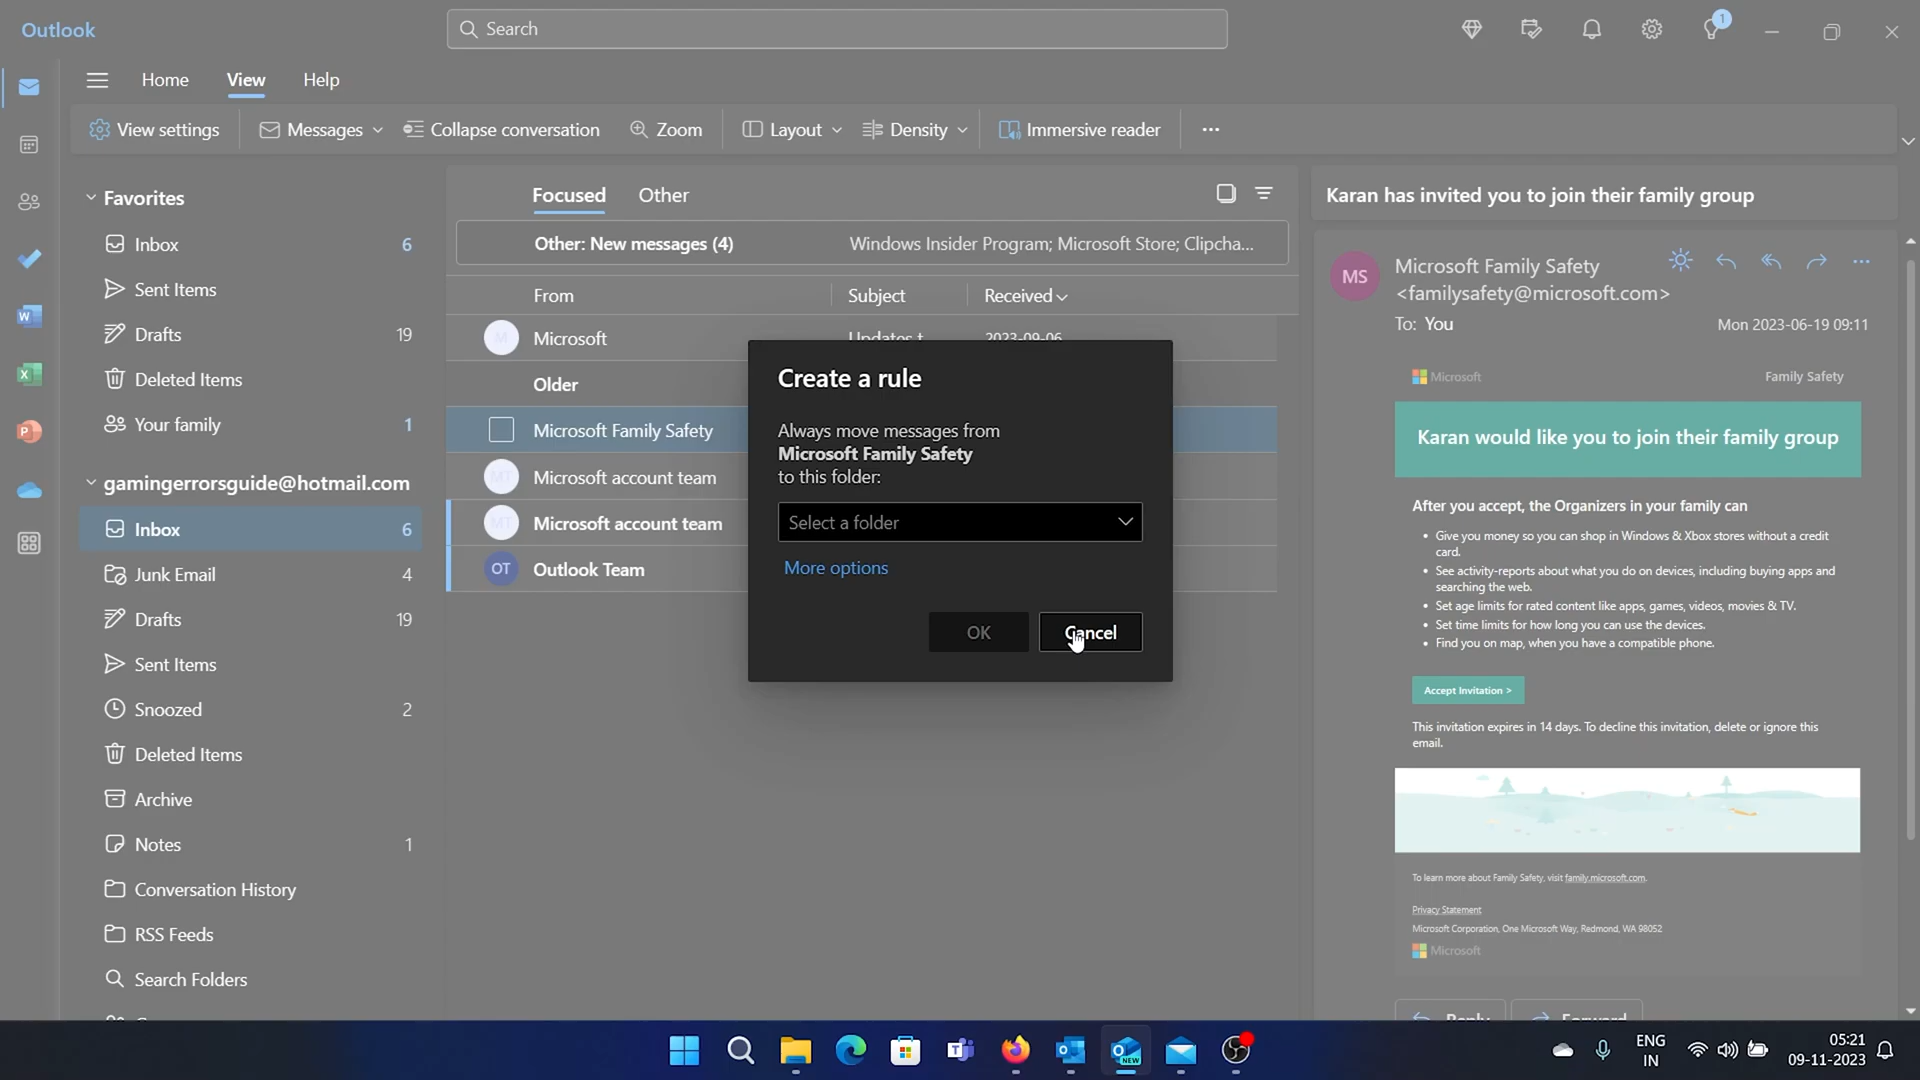 Outlook
Search
1
Home
View
Help
View settings
Messages
Collapse conversation
Zoom
Layout
Density
Immersive reader
Favorites
Inbox 6
Sent Items
Drafts 19
Deleted Items
Your family 1
gamingerrorsguide@hotmail.com
Inbox 6
Junk Email 4
Drafts 19
Sent Items
Snoozed 2
Deleted Items
Archive
Notes 1
Conversation History
RSS Feeds
Search Folders
Focused
Other
Other: New messages (4) Windows Insider Program; Microsoft Store; Clipcha...
From Subject Received
M Microsoft Updates t 2023-09-06
Older
Microsoft Family Safety
MT Microsoft account team
MT Microsoft account team
OT Outlook Team
Create a rule
Always move messages from
Microsoft Family Safety
to this folder:
Select a folder
More options
OK
Cancel
Karan has invited you to join their family group
MS
Microsoft Family Safety
<familysafety@microsoft.com>
To: You
Mon 2023-06-19 09:11
Microsoft
Family Safety
Karan would like you to join their family group
After you accept, the Organizers in your family can
• Give you money so you can shop in Windows & Xbox stores without a credit
card.
• See activity-reports about what you do on devices, including buying apps and
searching the web.
• Set age limits for rated content like apps, games, videos, movies & TV.
• Set time limits for how long you can use the devices.
• Find you on map, when you have a compatible phone.
Accept Invitation >
This invitation expires in 14 days. To decline this invitation, delete or ignore this
email.
To learn more about Family Safety, visit family.microsoft.com.
Privacy Statement
Microsoft Corporation, One Microsoft Way, Redmond, WA 98052
Microsoft
Reply
Forward
NEW
ENG
IN
05:21
09-11-2023